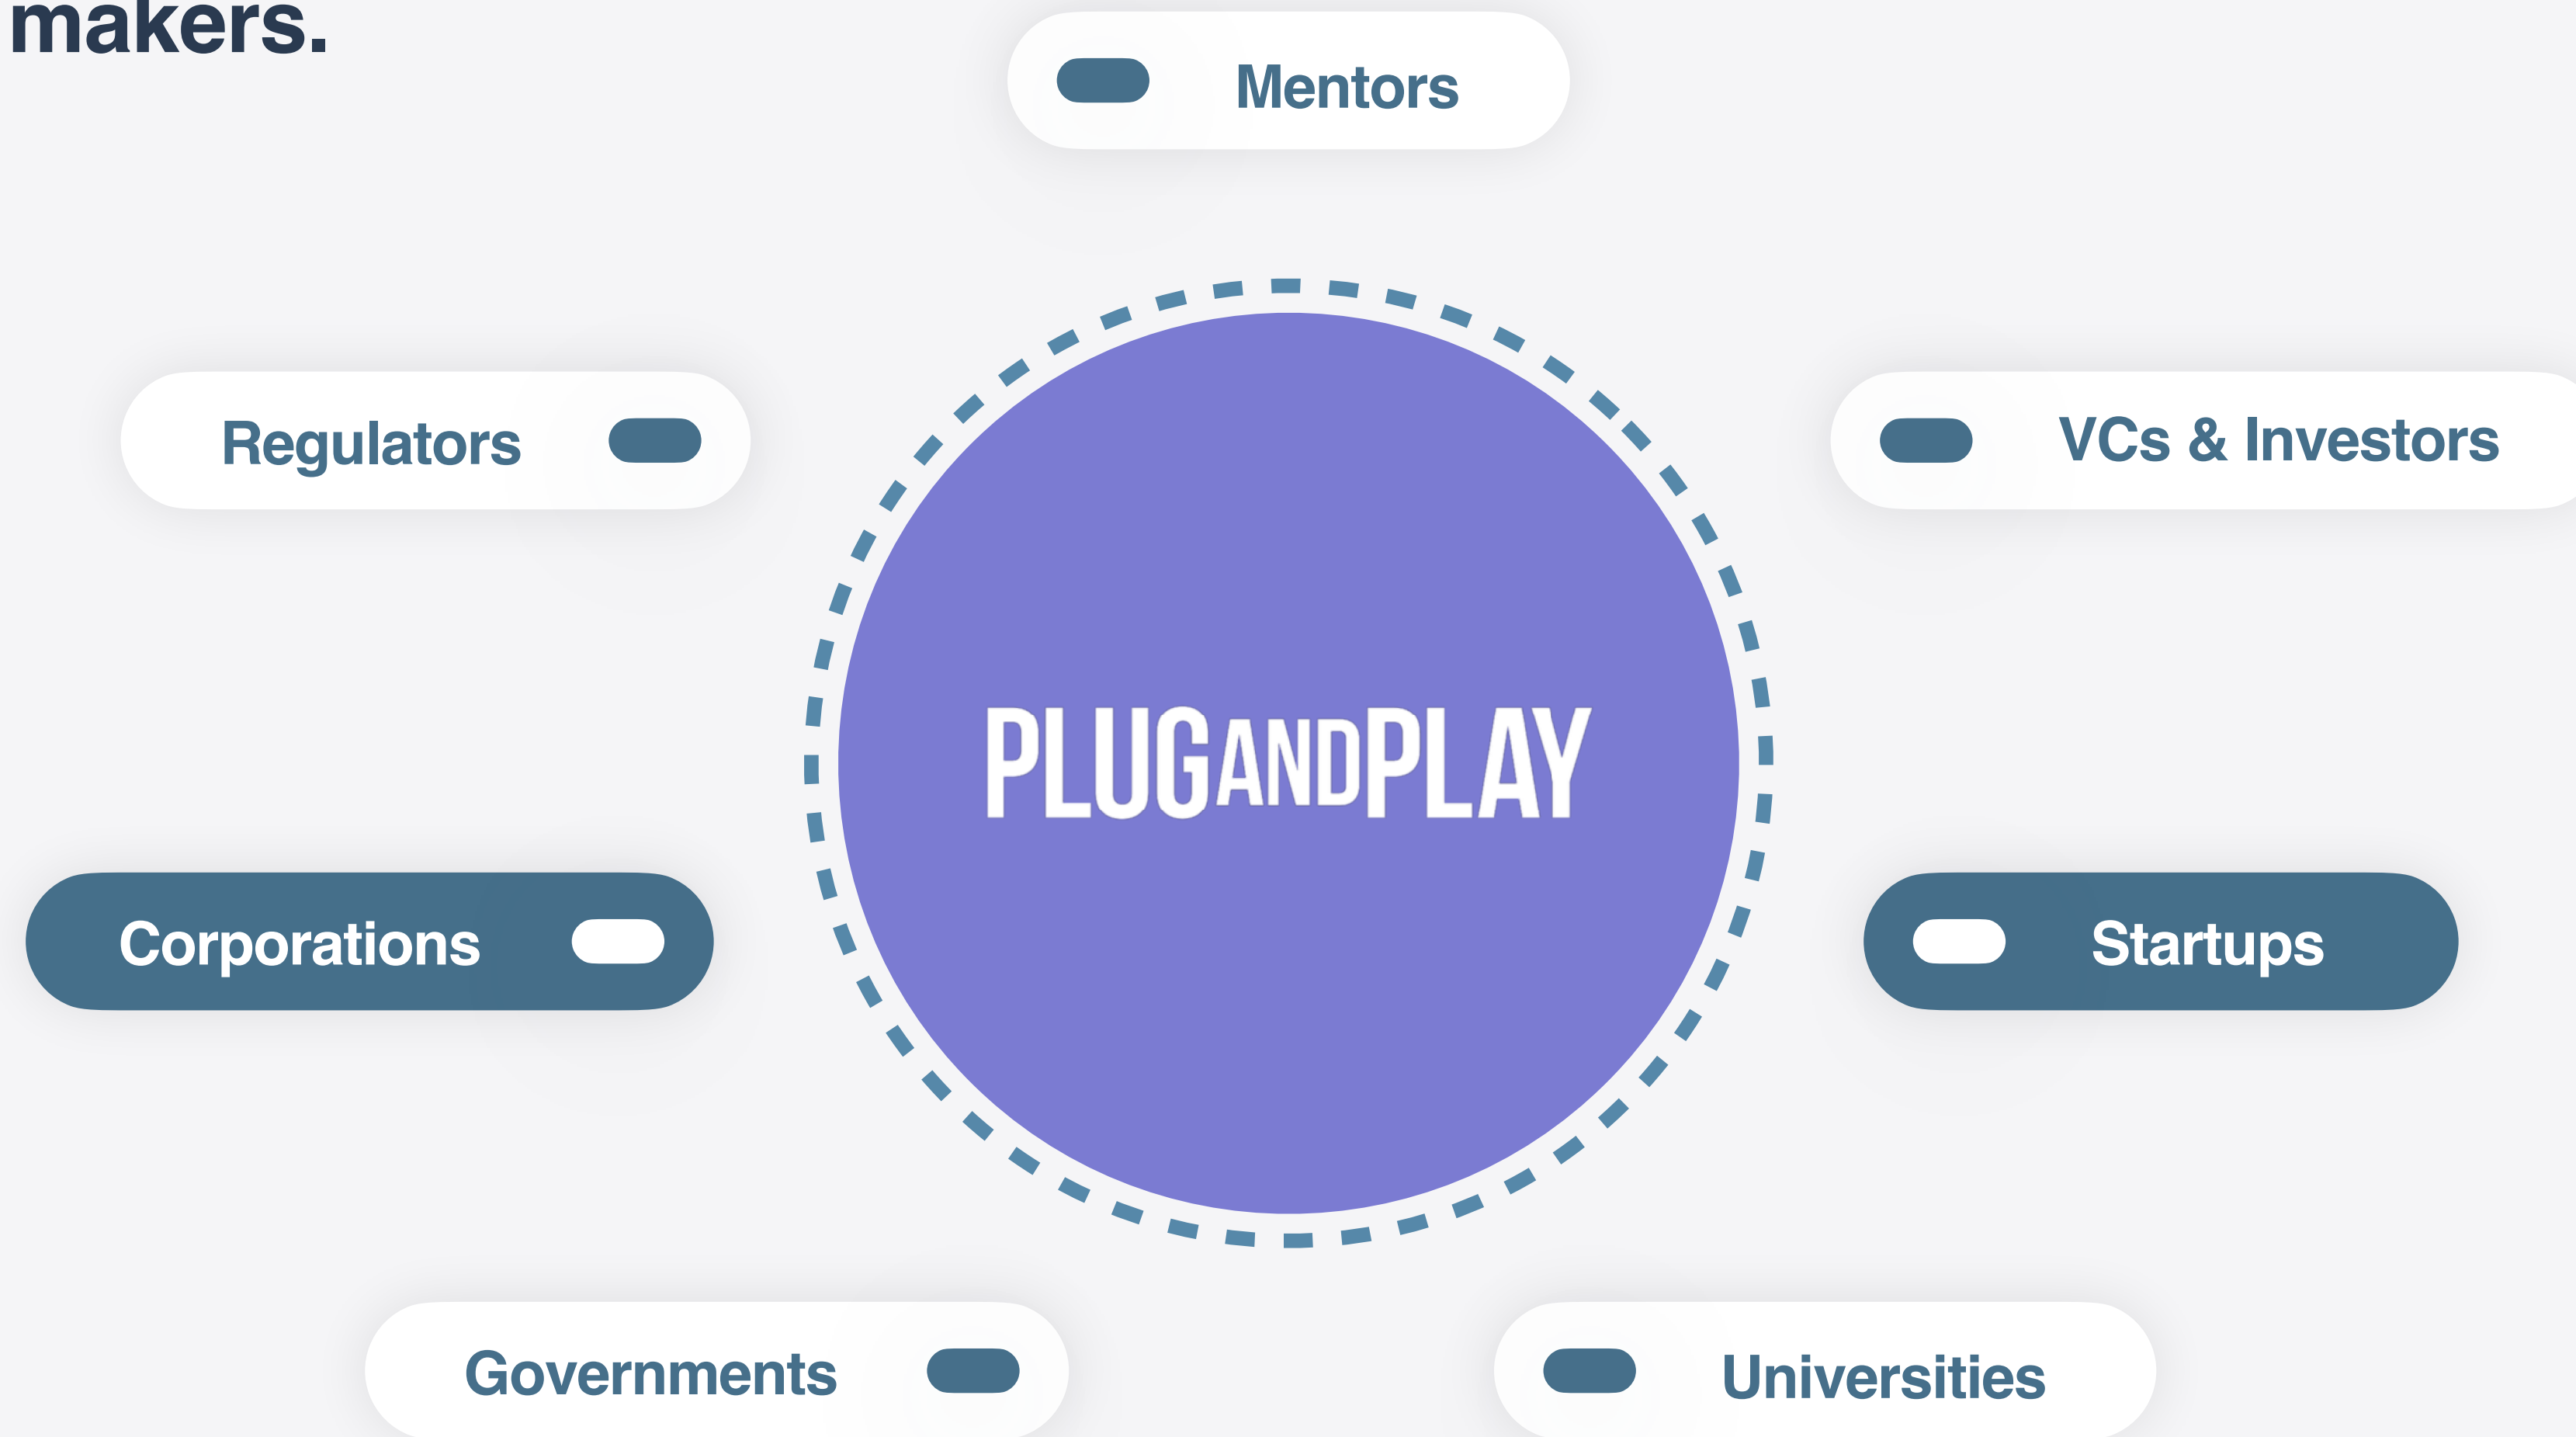 makers.
Mentors
Regulators
VCs & Investors
PLUGANDPLAY
Corporations
Startups
Governments
Universities